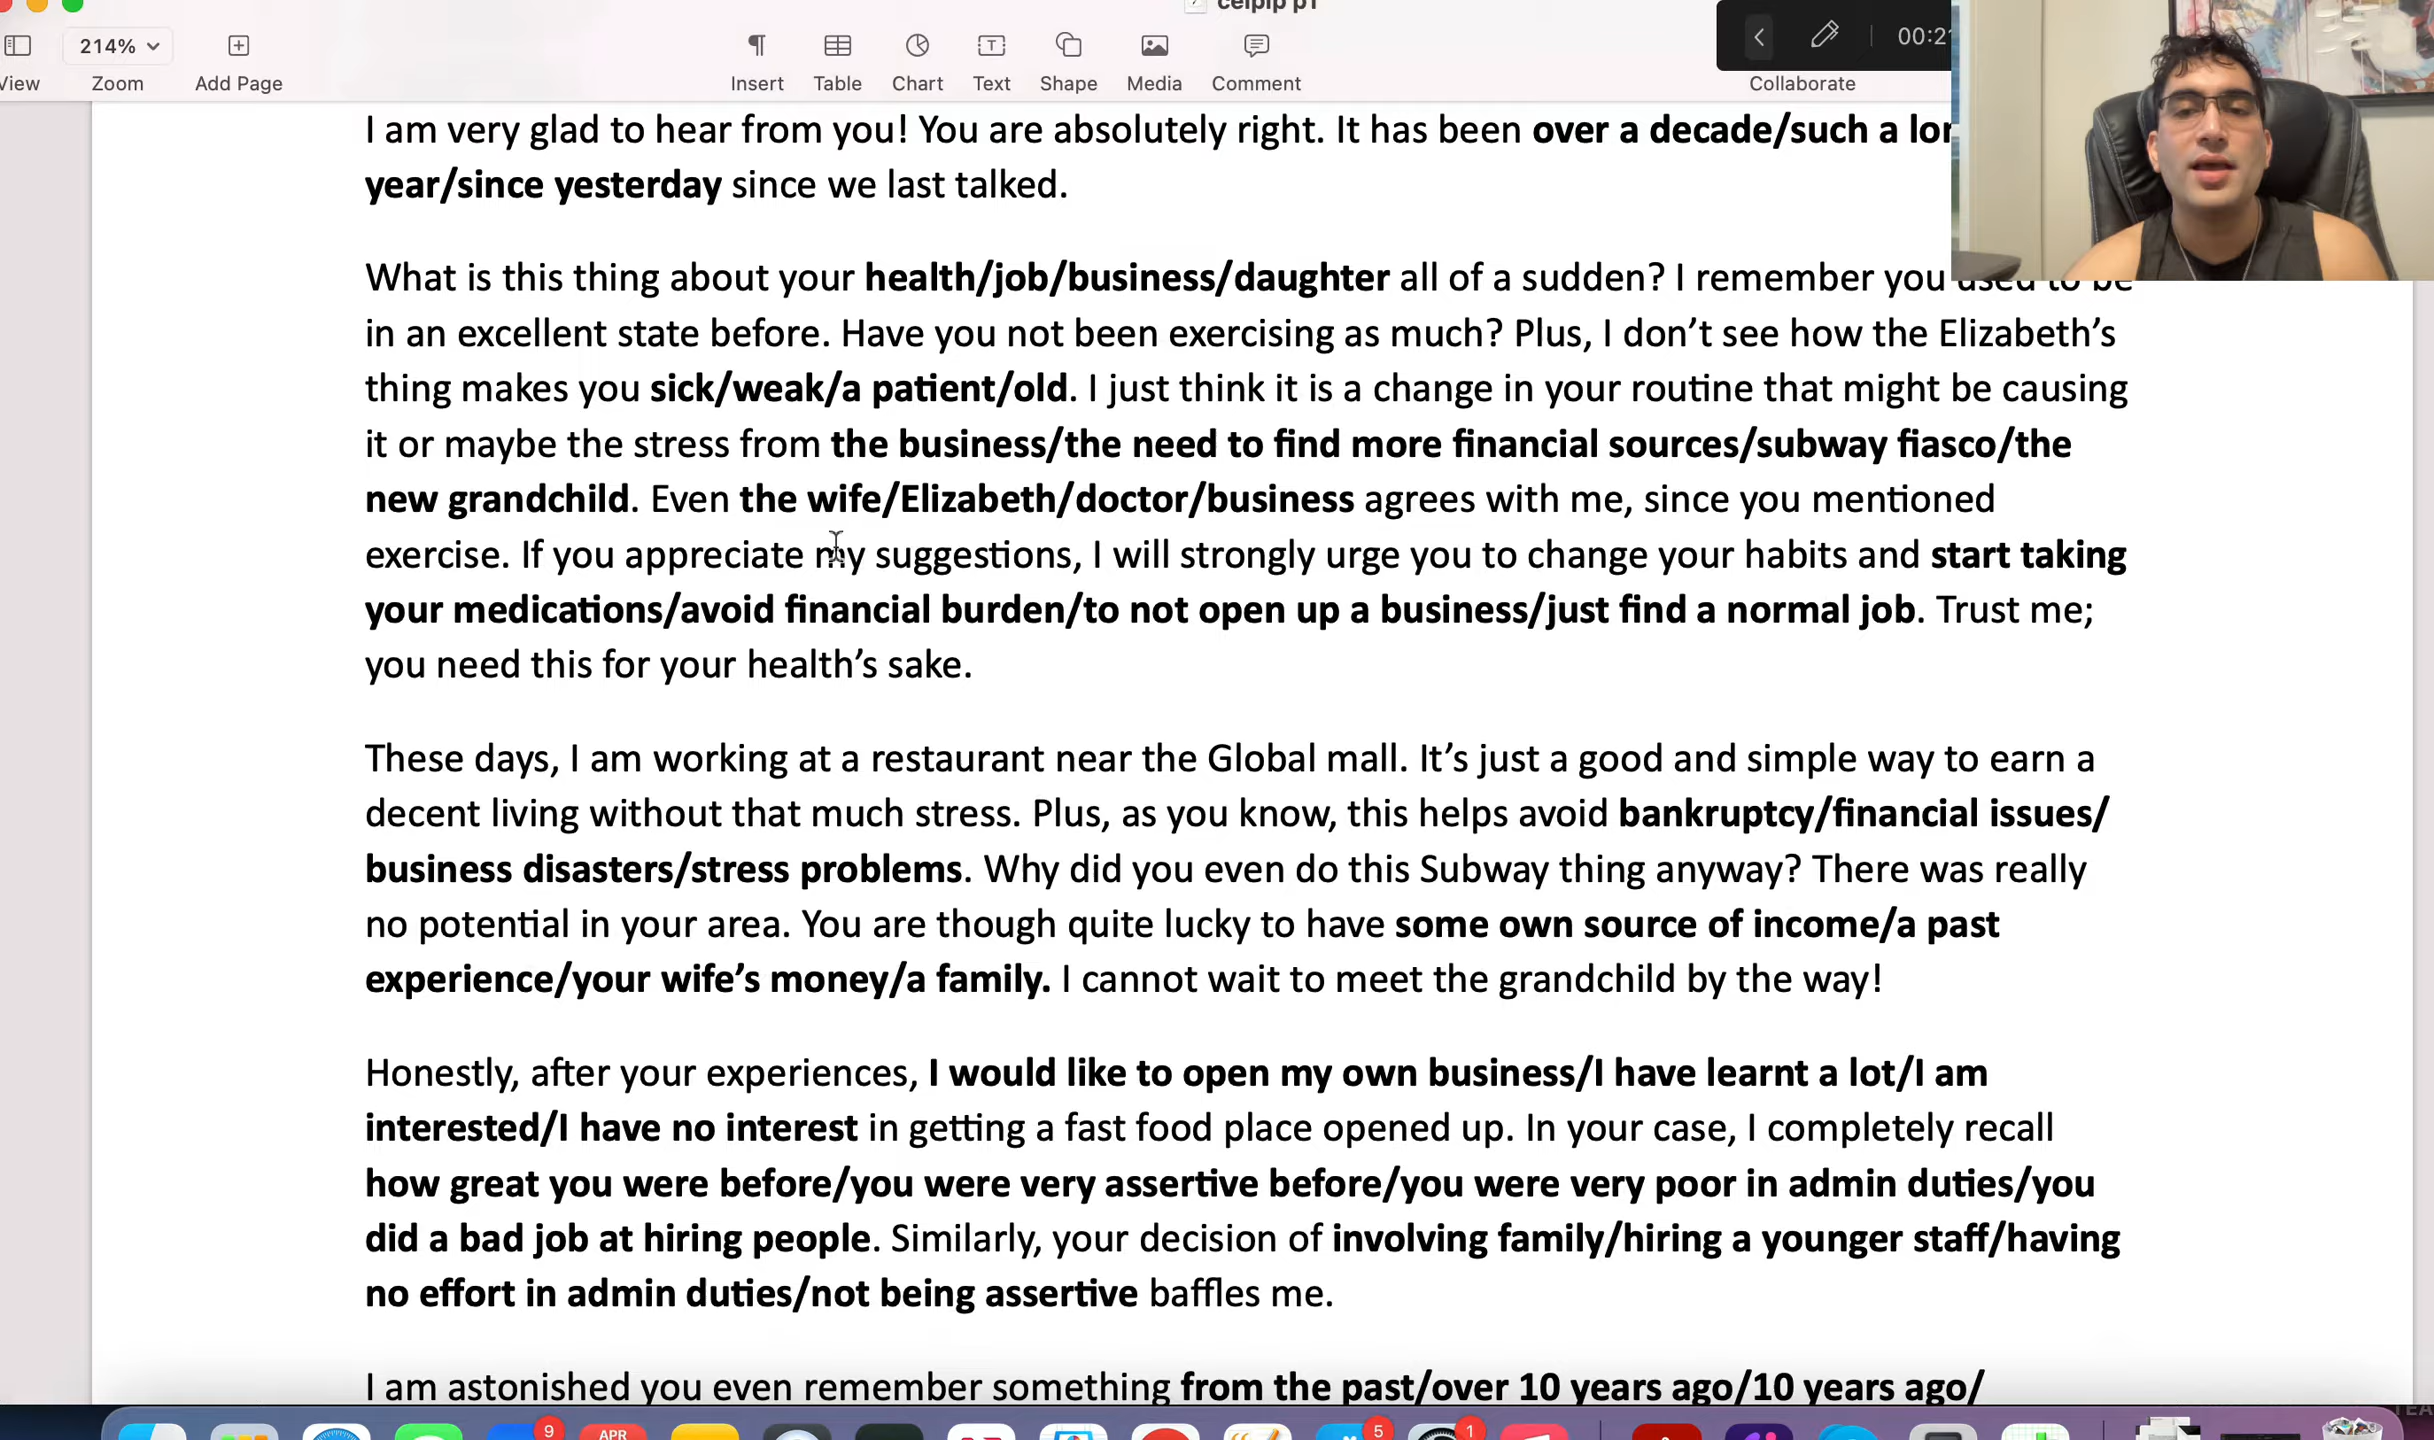 celpip p1
214%
View Zoom Add Page Insert Table Chart Text Shape Media Comment Collaborate
00:21
I am very glad to hear from you! You are absolutely right. It has been over a decade/such a
year/since yesterday since we last talked.
What is this thing about your health/job/business/daughter all of a sudden? I remember you used to be
in an excellent state before. Have you not been exercising as much? Plus, I don’t see how the Elizabeth’s
thing makes you sick/weak/a patient/old. I just think it is a change in your routine that might be causing
it or maybe the stress from the business/the need to find more financial sources/subway fiasco/the
new grandchild. Even the wife/Elizabeth/doctor/business agrees with me, since you mentioned
exercise. If you appreciate my suggestions, I will strongly urge you to change your habits and start taking
your medications/avoid financial burden/to not open up a business/just find a normal job. Trust me;
you need this for your health’s sake.
These days, I am working at a restaurant near the Global mall. It’s just a good and simple way to earn a
decent living without that much stress. Plus, as you know, this helps avoid bankruptcy/financial issues/
business disasters/stress problems. Why did you even do this Subway thing anyway? There was really
no potential in your area. You are though quite lucky to have some own source of income/a past
experience/your wife’s money/a family. I cannot wait to meet the grandchild by the way!
Honestly, after your experiences, I would like to open my own business/I have learnt a lot/I am
interested/I have no interest in getting a fast food place opened up. In your case, I completely recall
how great you were before/you were very assertive before/you were very poor in admin duties/you
did a bad job at hiring people. Similarly, your decision of involving family/hiring a younger staff/having
no effort in admin duties/not being assertive baffles me.
I am astonished you even remember something from the past/over 10 years ago/10 years ago/
9 APR 5 1